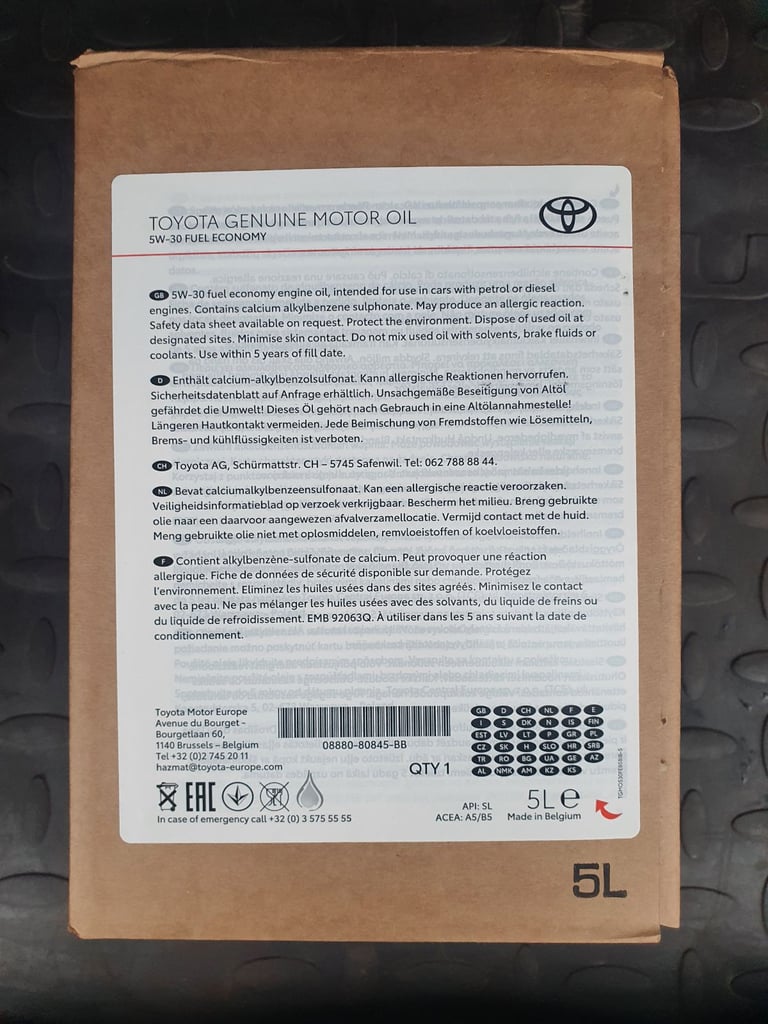 TOYOTA GENUINE MOTOR OIL
5W-30 FUEL ECONOMY
GB 5W-30 fuel economy engine oil, intended for use in cars with petrol or diesel
engines. Contains calcium alkylbenzene sulphonate. May produce an allergic reaction.
Safety data sheet available on request. Protect the environment. Dispose of used oil at
designated sites. Minimise skin contact. Do not mix used oil with solvents, brake fluids or
coolants. Use within 5 years of fill date.
D Enthält calcium-alkylbenzolsulfonat. Kann allergische Reaktionen hervorrufen.
Sicherheitsdatenblatt auf Anfrage erhältlich. Unsachgemäße Beseitigung von Altöl
gefährdet die Umwelt! Dieses Öl gehört nach Gebrauch in eine Altölannahmestelle!
Längeren Hautkontakt vermeiden. Jede Beimischung von Fremdstoffen wie Lösemitteln,
Brems- und kühlflüssigkeiten ist verboten.
CH Toyota AG, Schürmattstr. CH – 5745 Safenwil. Tel: 062 788 88 44.
NL Bevat calciumalkylbenzeensulfonaat. Kan een allergische reactie veroorzaken.
Veiligheidsinformatieblad op verzoek verkrijgbaar. Bescherm het milieu. Breng gebruikte
olie naar een daarvoor aangewezen afvalverzamellocatie. Vermijd contact met de huid.
Meng gebruikte olie niet met oplosmiddelen, remvloeistoffen of koelvloeistoffen.
F Contient alkylbenzène-sulfonate de calcium. Peut provoquer une réaction
allergique. Fiche de données de sécurité disponible sur demande. Protégez
l'environnement. Eliminez les huiles usées dans des sites agréés. Minimisez le contact
avec la peau. Ne pas mélanger les huiles usées avec des solvants, du liquide de freins ou
du liquide de refroidissement. EMB 92063Q. À utiliser dans les 5 ans suivant la date de
conditionnement.
Toyota Motor Europe
Avenue du Bourget -
Bourgetlaan 60,
1140 Brussels – Belgium
Tel +32 (0)2 745 20 11
hazmat@toyota-europe.com
08880-80845-BB
QTY 1
GB D CH NL F E
I S DK N IS FIN
EST LV LT P GR PL
CZ SK H SLO HR SRB
TR RO BG UA GE AZ
AL NMK AM KZ KS
EAC
In case of emergency call +32 (0) 3 575 55 55
API: SL
ACEA: A5/B5
5L e
Made in Belgium
5L